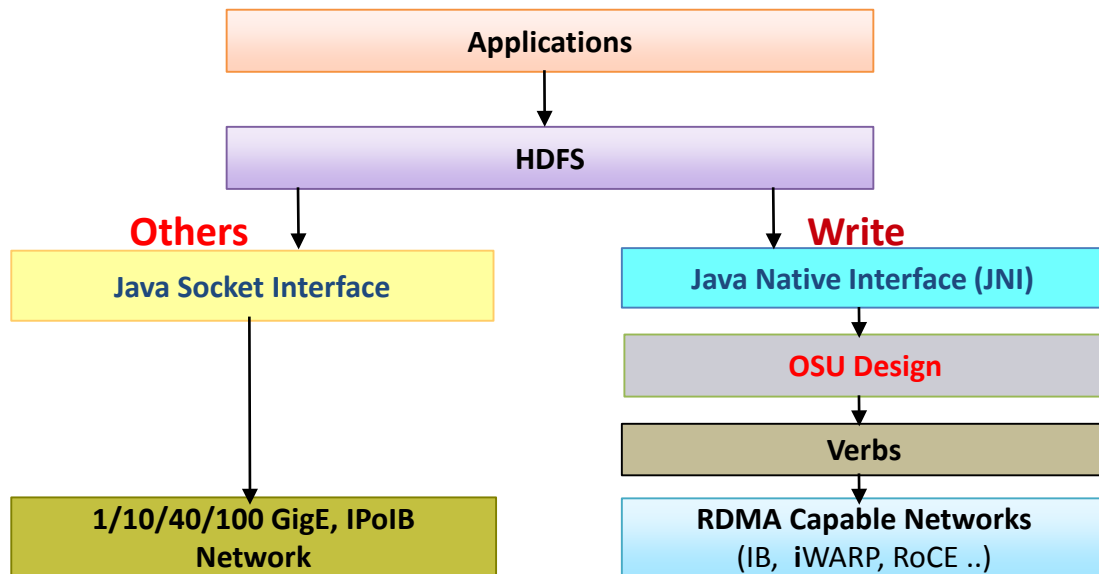 Applications
HDFS
Others
Write
Java Socket Interface
Java Native Interface (JNI)
OSU Design
Verbs
1/10/40/100 GigE, IPoIB
Network
RDMA Capable Networks
(IB, iWARP, RoCE ..)